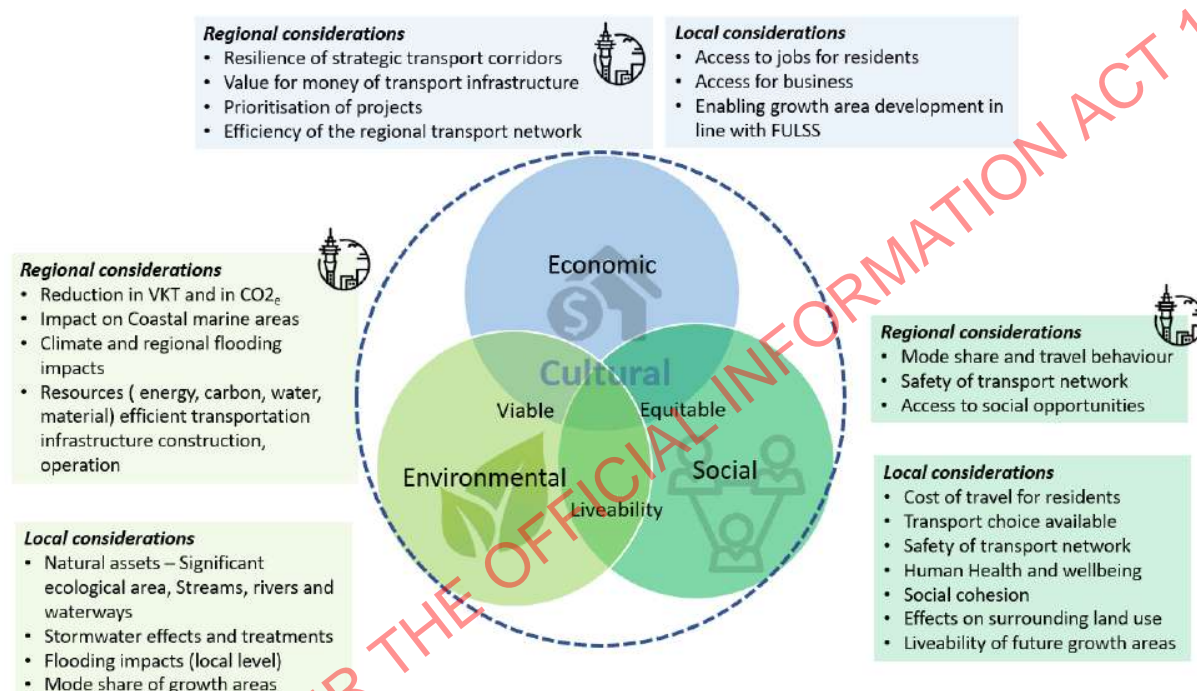 Regional considerations
• Resilience of strategic transport corridors
• Value for money of transport infrastructure
• Prioritisation of projects
• Efficiency of the regional transport network
Local considerations
• Access to jobs for residents
• Access for business
• Enabling growth area development in
line with FULSS
Regional considerations
• Reduction in VKT and in CO2e
• Impact on Coastal marine areas
• Climate and regional flooding
impacts
• Resources ( energy, carbon, water,
material) efficient transportation
infrastructure construction,
operation
Local considerations
• Natural assets – Significant
ecological area, Streams, rivers and
waterways
• Stormwater effects and treatments
• Flooding impacts (local level)
• Mode share of growth areas
Economic
$
Cultural
Viable
Equitable
Environmental
Social
Liveability
Regional considerations
• Mode share and travel behaviour
• Safety of transport network
• Access to social opportunities
Local considerations
• Cost of travel for residents
• Transport choice available
• Safety of transport network
• Human Health and wellbeing
• Social cohesion
• Effects on surrounding land use
• Liveability of future growth areas
THE OFFICIAL INFORMATION ACT 1